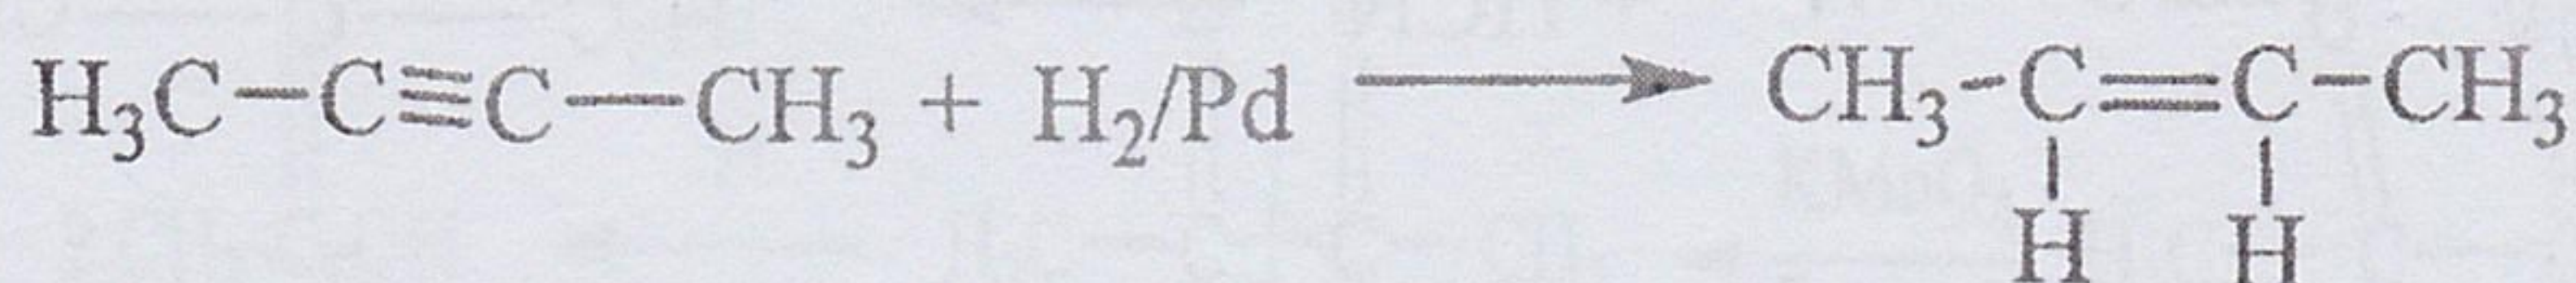 H₃C−C≡C−CH₃ + H₂/Pd ⟶ CH₃−C=C−CH₃
H H